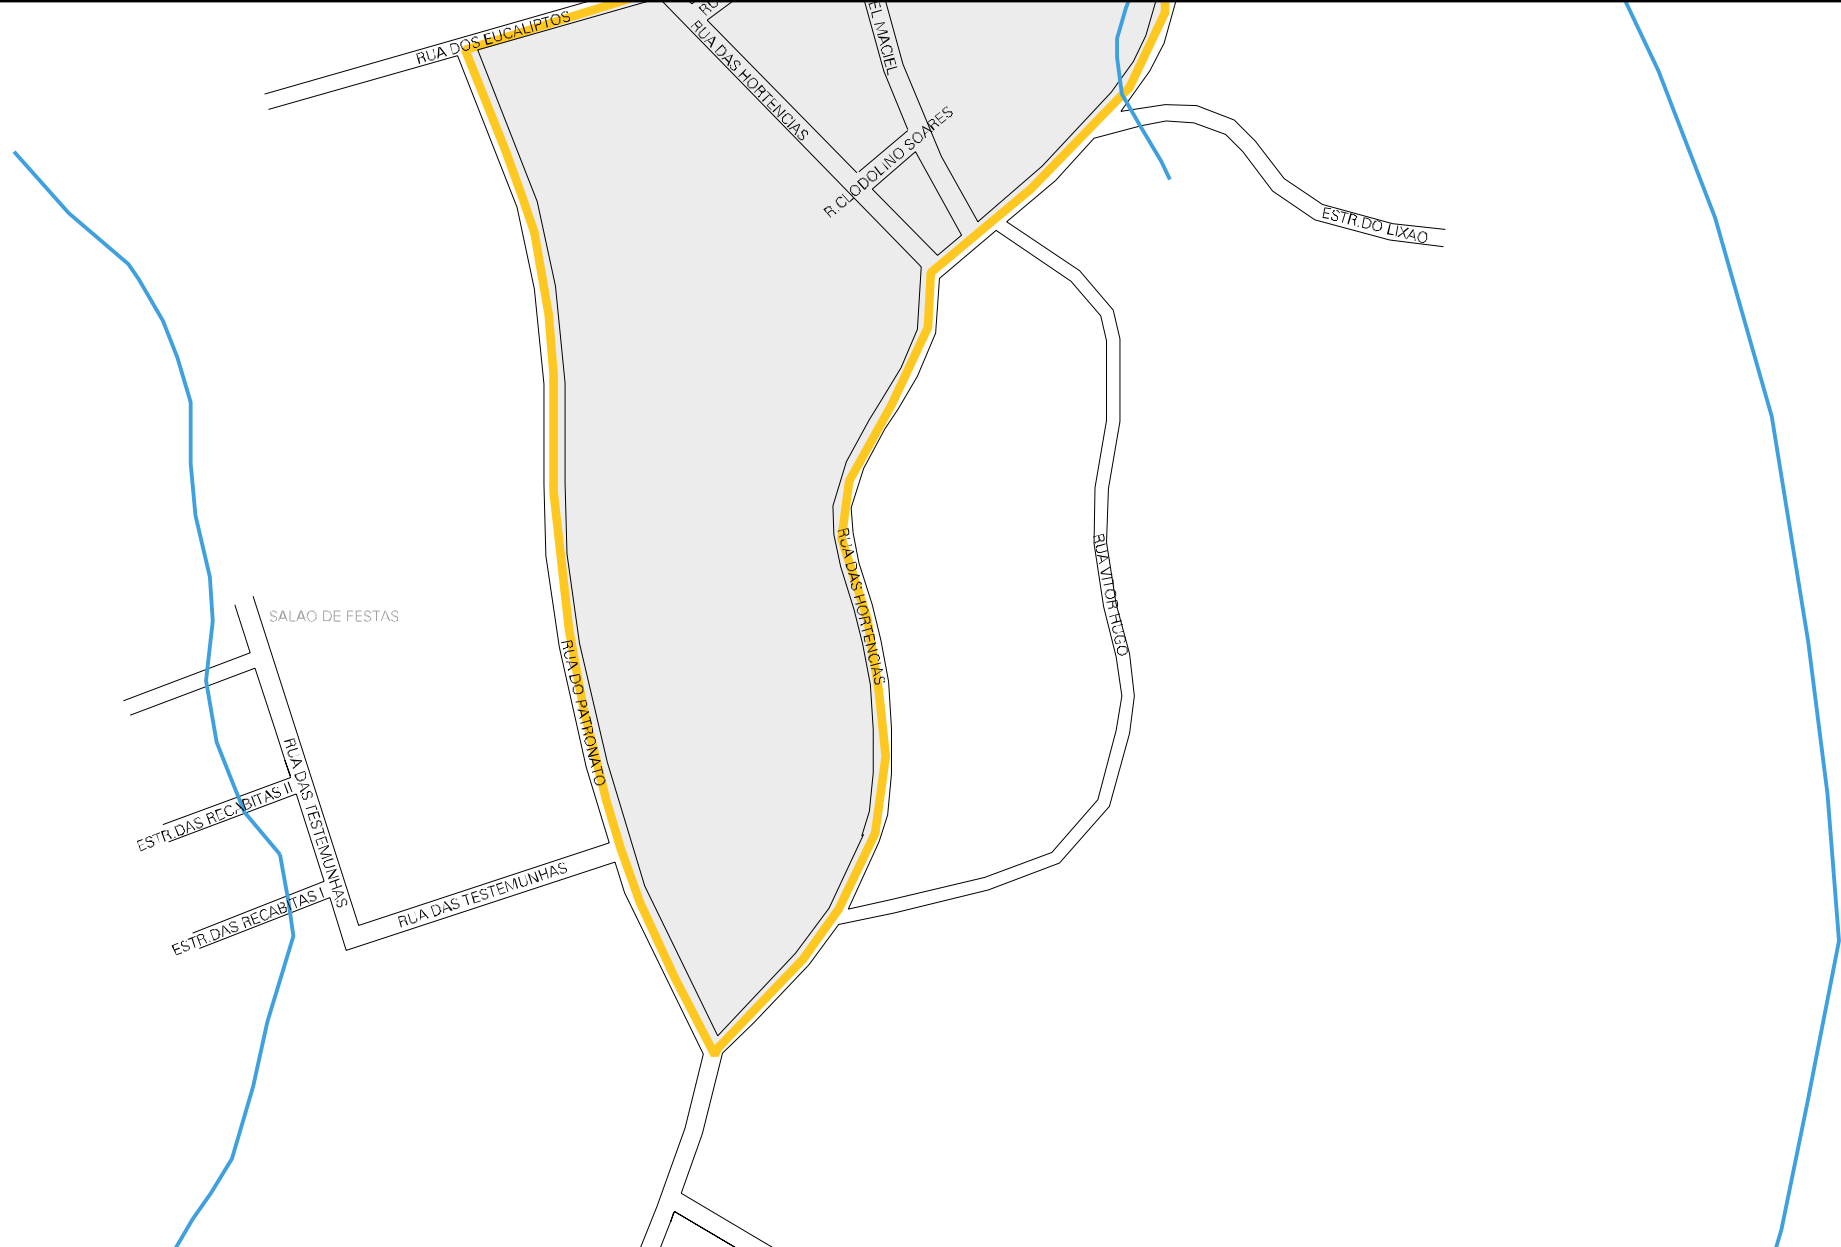 RUA DOS EUCALIPTOS
RUA DAS HORTENCIAS
EL MACIEL
R.CLODOLINO SOARES
ESTR.DO LIXAO
RUA DAS HORTENCIAS
RUA VITOR HUGO
SALAO DE FESTAS
RUA DO PATRONATO
RUA DAS TESTEMUNHAS
ESTR.DAS RECABITAS II
RUA DAS TESTEMUNHAS
ESTR.DAS RECABITAS I